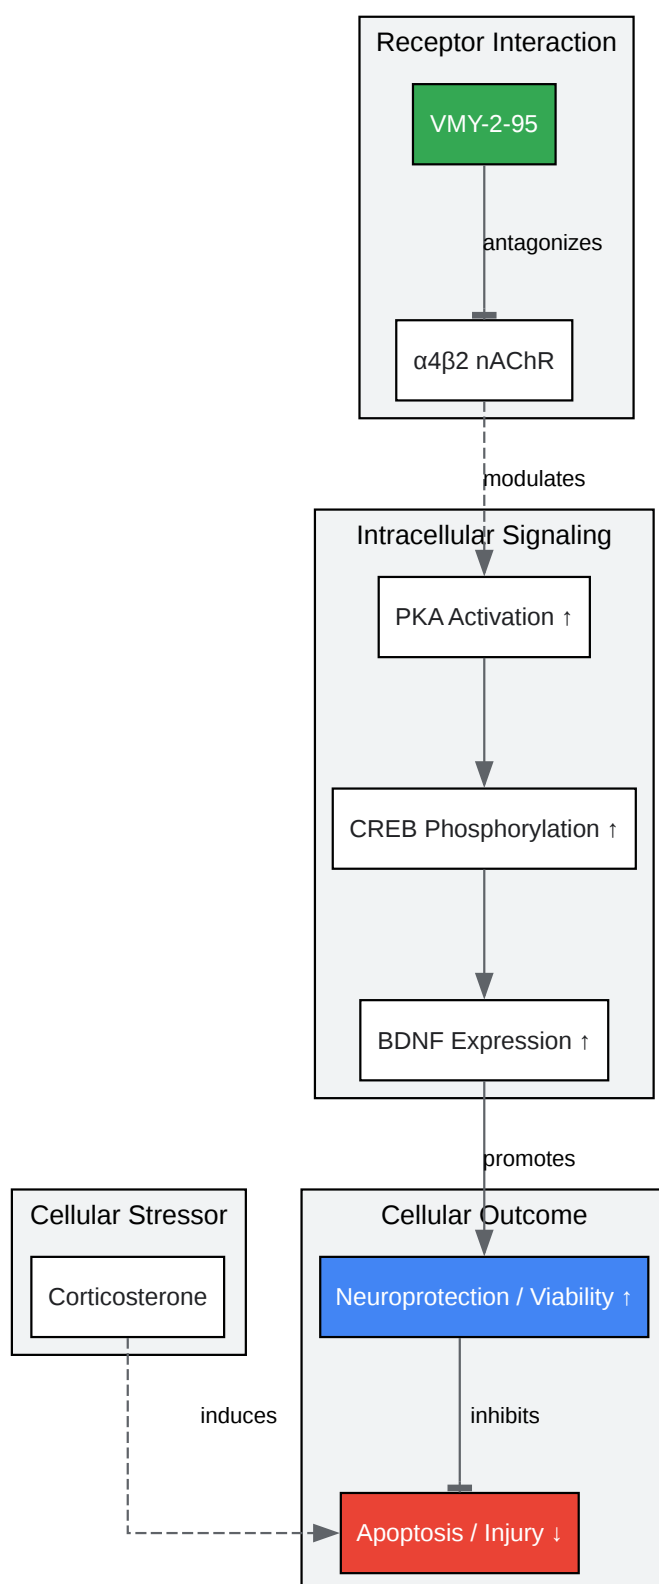 Receptor Interaction
VMY-2-95
antagonizes
α4β2 nAChR
modulates
Intracellular Signaling
PKA Activation ↑
CREB Phosphorylation ↑
BDNF Expression ↑
promotes
Cellular Stressor
Corticosterone
induces
Cellular Outcome
Neuroprotection / Viability ↑
inhibits
Apoptosis / Injury ↓